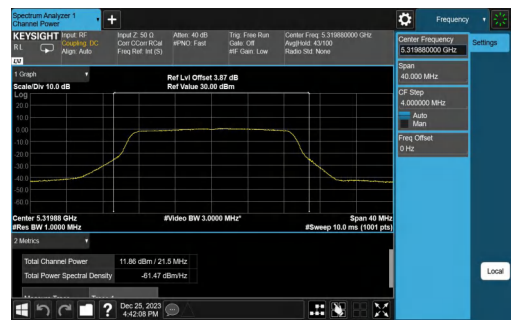 Spectrum Analyzer 1
Channel Power
+
Frequency
KEYSIGHT
RL
Input: RF
Coupling: DC
Align: Auto
Input Z: 50 Ω
Corr CCorr RCal
Freq Ref: Int (S)
Atten: 40 dB
#PNO: Fast
Trig: Free Run
Gate: Off
#IF Gain: Low
Center Freq: 5.319880000 GHz
Avg|Hold: 43/100
Radio Std: None
Center Frequency
5.319880000 GHz
Settings
Span
40.000 MHz
CF Step
4.000000 MHz
Auto
Man
Freq Offset
0 Hz
1 Graph
Scale/Div 10.0 dB
Ref Lvl Offset 3.87 dB
Ref Value 30.00 dBm
Log
20.0
10.0
0.00
-10.0
-20.0
-30.0
-40.0
-50.0
-60.0
Center 5.31988 GHz
#Video BW 3.0000 MHz*
Span 40 MHz
#Res BW 1.0000 MHz
#Sweep 10.0 ms (1001 pts)
2 Metrics
Total Channel Power 11.86 dBm / 21.5 MHz
Total Power Spectral Density -61.47 dBm/Hz
Local
?
Dec 25, 2023
4:42:08 PM